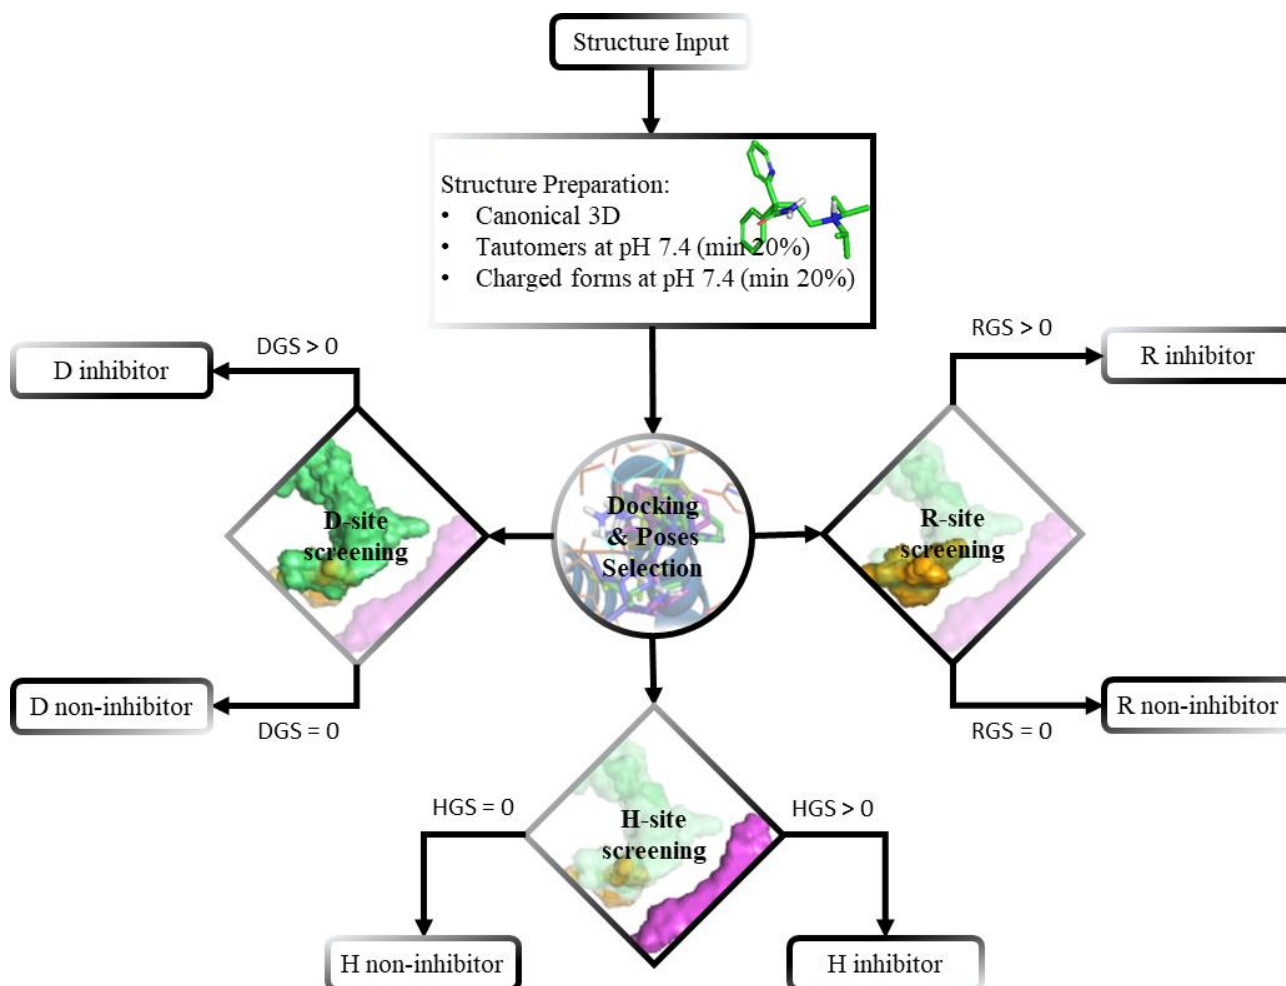 Structure Input
Structure Preparation:
• Canonical 3D
• Tautomers at pH 7.4 (min 20%)
• Charged forms at pH 7.4 (min 20%)
DGS > 0
RGS > 0
D inhibitor
R inhibitor
D-site
screening
Docking
& Poses
Selection
R-site
screening
D non-inhibitor
R non-inhibitor
DGS = 0
RGS = 0
HGS = 0
HGS > 0
H-site
screening
H non-inhibitor
H inhibitor